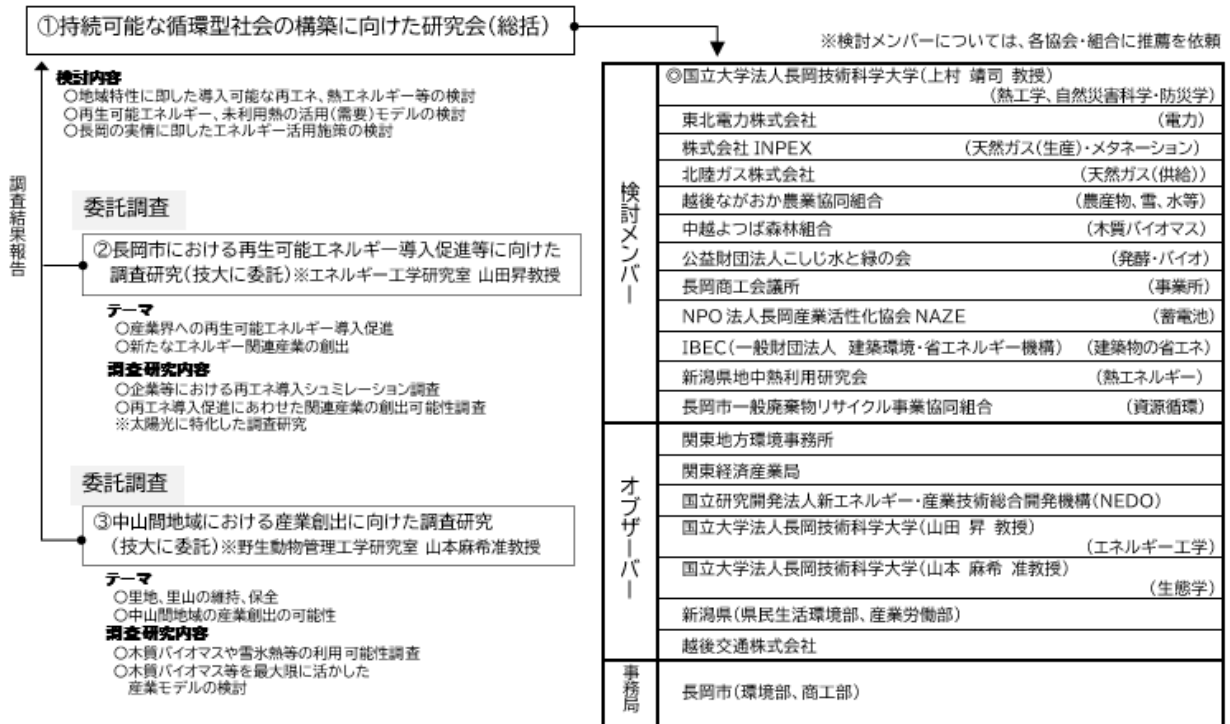 ①持続可能な循環型社会の構築に向けた研究会(総括)
検討内容
○地域特性に即した導入可能な再エネ、熱エネルギー等の検討
○再生可能エネルギー、未利用熱の活用(需要)モデルの検討
○長岡の実情に即したエネルギー活用施策の検討
調査結果報告
委託調査
②長岡市における再生可能エネルギー導入促進等に向けた
調査研究(技大に委託)※エネルギー工学研究室 山田昇教授
テーマ
○産業界への再生可能エネルギー導入促進
○新たなエネルギー関連産業の創出
調査研究内容
○企業等における再エネ導入シュミレーション調査
○再エネ導入促進にあわせた関連産業の創出可能性調査
※太陽光に特化した調査研究
委託調査
③中山間地域における産業創出に向けた調査研究
(技大に委託)※野生動物管理工学研究室 山本麻希准教授
テーマ
○里地、里山の維持、保全
○中山間地域の産業創出の可能性
調査研究内容
○木質バイオマスや雪氷熱等の利用可能性調査
○木質バイオマス等を最大限に活かした
産業モデルの検討
※検討メンバーについては、各協会・組合に推薦を依頼
検討メンバー
◎国立大学法人長岡技術科学大学(上村 靖司 教授)
(熱工学、自然災害科学・防災学)
東北電力株式会社 (電力)
株式会社 INPEX (天然ガス(生産)・メタネーション)
北陸ガス株式会社 (天然ガス(供給))
越後ながおか農業協同組合 (農産物、雪、水等)
中越よつば森林組合 (木質バイオマス)
公益財団法人こしじ水と緑の会 (発酵・バイオ)
長岡商工会議所 (事業所)
NPO 法人長岡産業活性化協会 NAZE (蓄電池)
IBEC(一般財団法人 建築環境・省エネルギー機構) (建築物の省エネ)
新潟県地中熱利用研究会 (熱エネルギー)
長岡市一般廃棄物リサイクル事業協同組合 (資源循環)
オブザーバー
関東地方環境事務所
関東経済産業局
国立研究開発法人新エネルギー・産業技術総合開発機構(NEDO)
国立大学法人長岡技術科学大学(山田 昇 教授)
(エネルギー工学)
国立大学法人長岡技術科学大学(山本 麻希 准教授)
(生態学)
新潟県(県民生活環境部、産業労働部)
越後交通株式会社
事務局
長岡市(環境部、商工部)